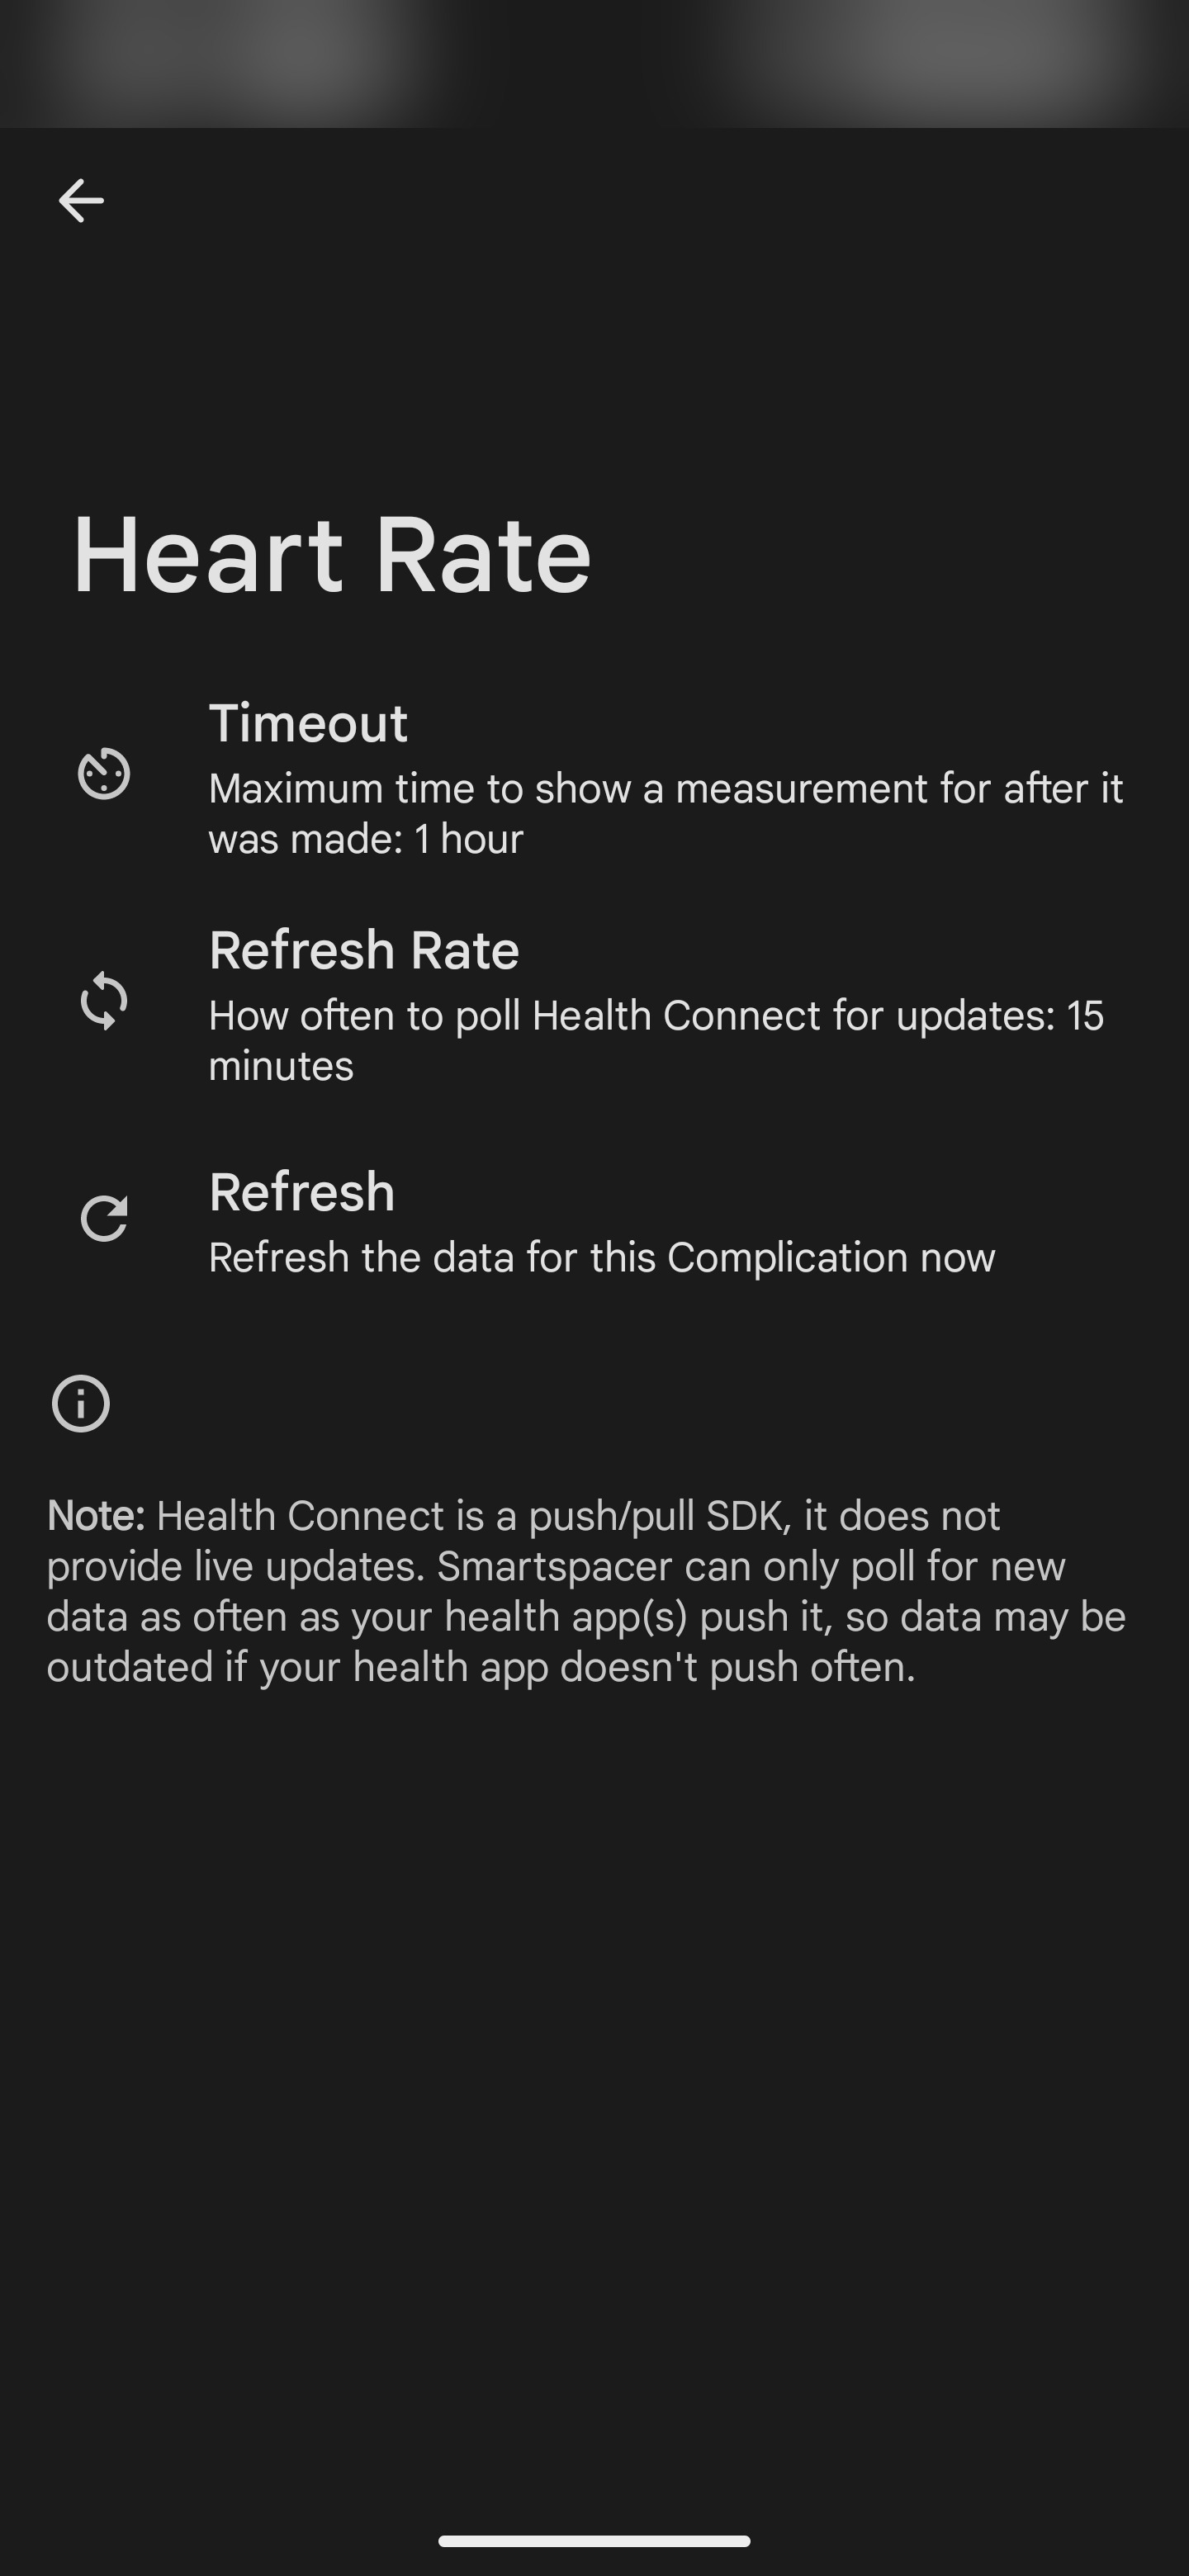 Heart Rate
Timeout
Maximum time to show a measurement for after it
was made: 1 hour
Refresh Rate
How often to poll Health Connect for updates: 15
minutes
Refresh
Refresh the data for this Complication now
Note: Health Connect is a push/pull SDK, it does not
provide live updates. Smartspacer can only poll for new
data as often as your health app(s) push it, so data may be
outdated if your health app doesn't push often.